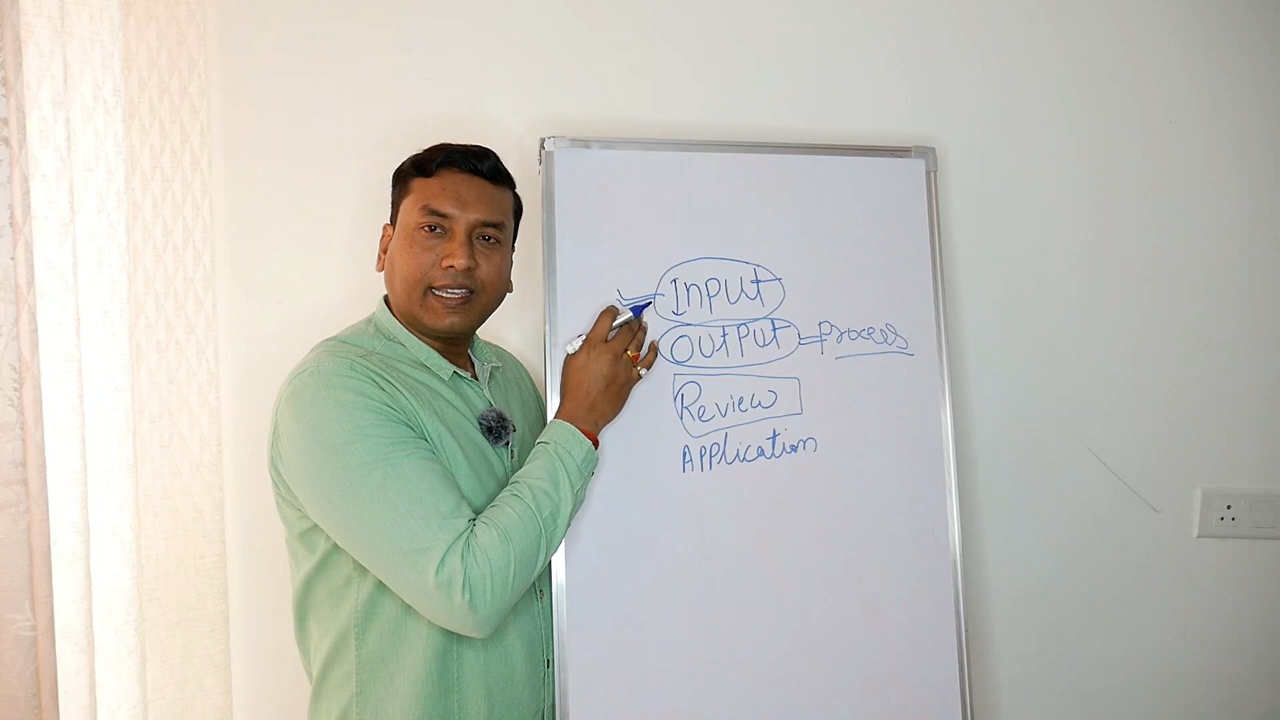 Input
OUTPUT = Process
Review
Application